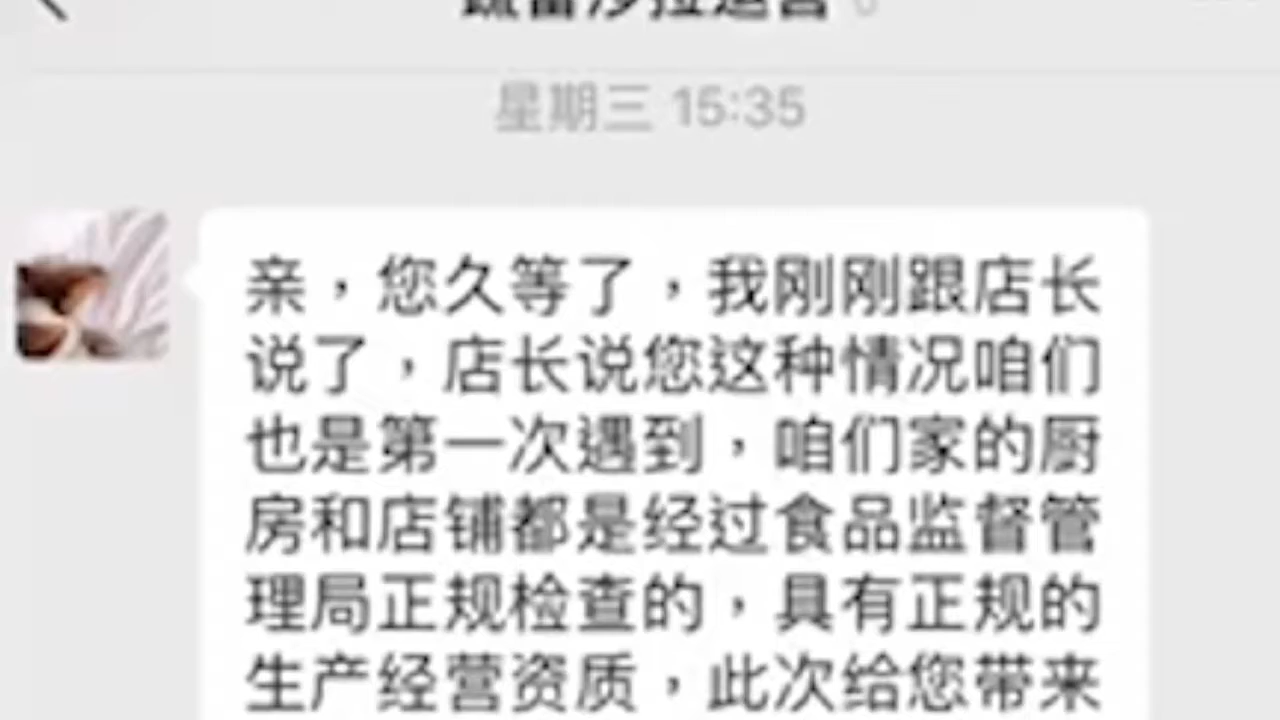 星期三 15:35
亲，您久等了，我刚刚跟店长
说了，店长说您这种情况咱们
也是第一次遇到，咱们家的厨
房和店铺都是经过食品监督管
理局正规检查的，具有正规的
生产经营资质，此次给您带来